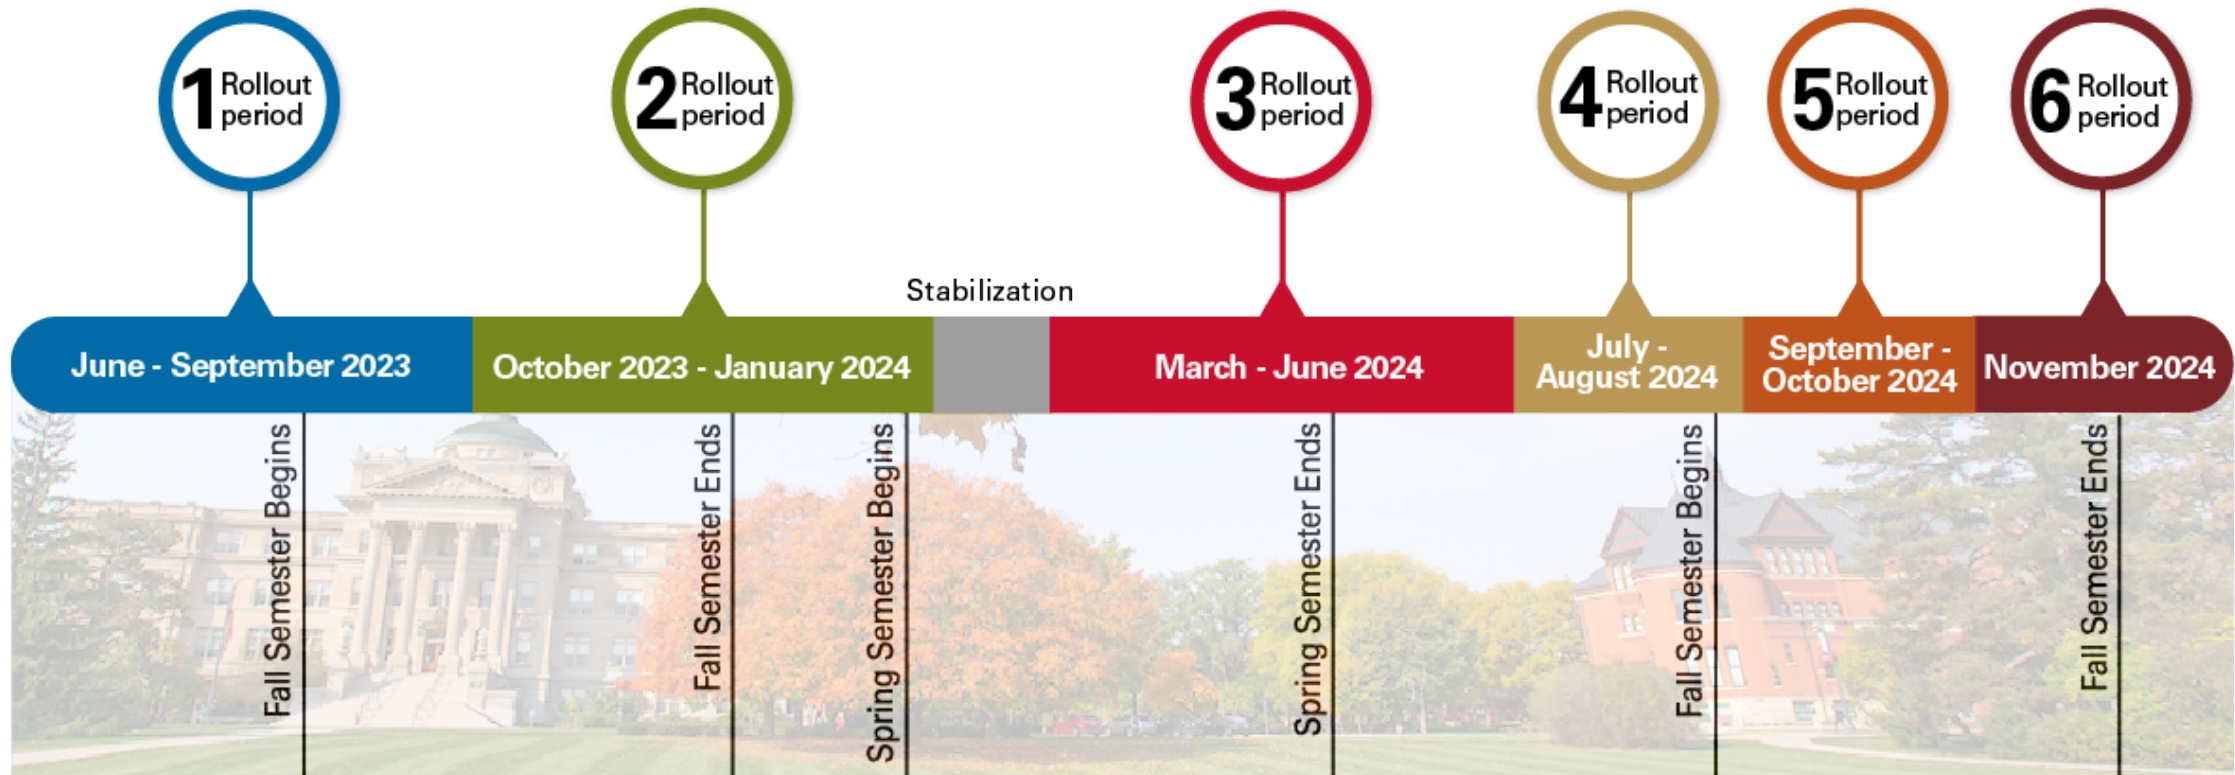 1 Rollout
period
2 Rollout
period
3 Rollout
period
4 Rollout
period
5 Rollout
period
6 Rollout
period
Stabilization
June - September 2023
October 2023 - January 2024
March - June 2024
July -
August 2024
September -
October 2024
November 2024
Fall Semester Begins
Fall Semester Ends
Spring Semester Begins
Spring Semester Ends
Fall Semester Begins
Fall Semester Ends